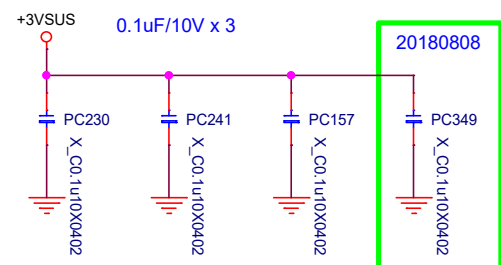 +3VSUS
0.1uF/10V x 3
20180808
PC230
PC241
PC157
PC349
X_C0.1u10X0402
X_C0.1u10X0402
X_C0.1u10X0402
X_C0.1u10X0402